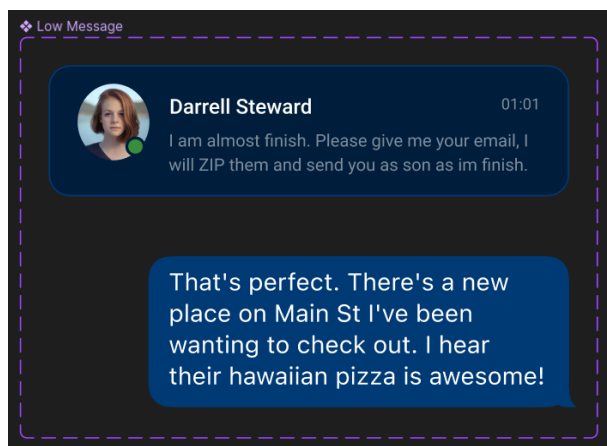 Low Message
Darrell Steward
01:01
I am almost finish. Please give me your email, I
will ZIP them and send you as son as im finish.
That's perfect. There's a new
place on Main St I've been
wanting to check out. I hear
their hawaiian pizza is awesome!